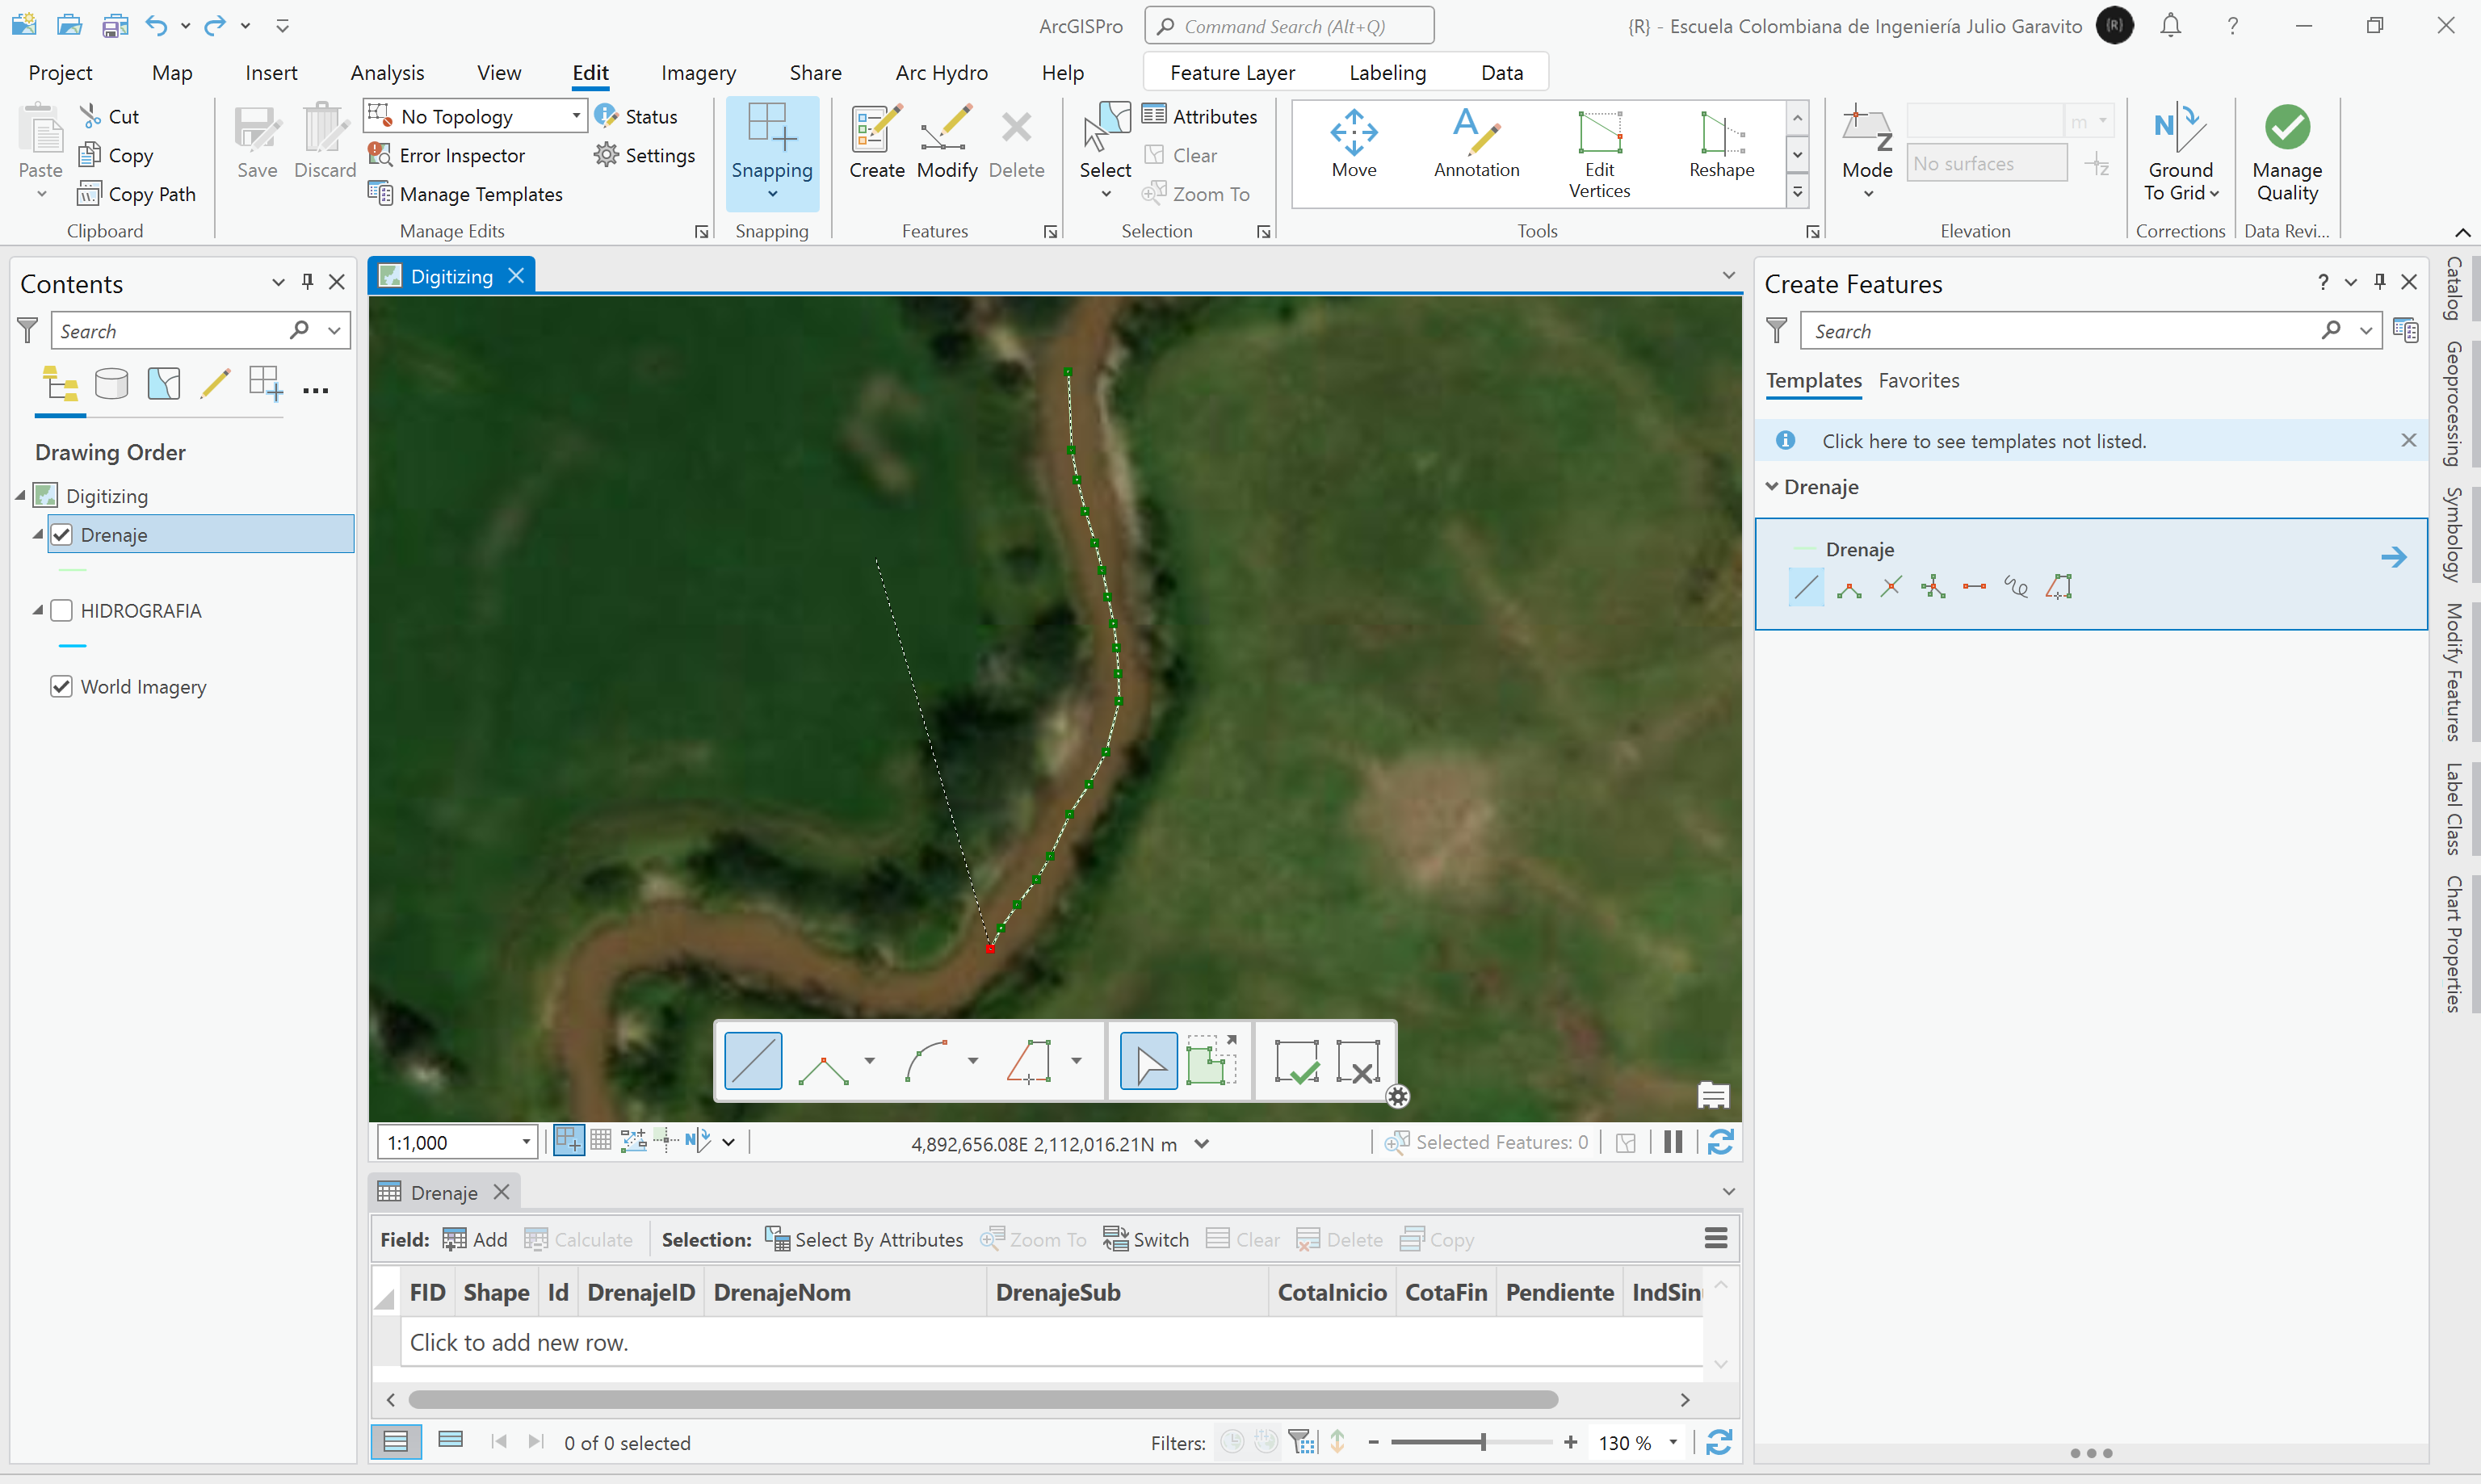 ArcGISPro
Command Search (Alt+Q)
{R} - Escuela Colombiana de Ingeniería Julio Garavito
{R}
Project
Map
Insert
Analysis
View
Edit
Imagery
Share
Arc Hydro
Help
Feature Layer
Labeling
Data
Paste
Cut
Copy
Copy Path
Clipboard
Save
Discard
No Topology
Error Inspector
Manage Templates
Status
Settings
Manage Edits
Snapping
Snapping
Create
Modify
Delete
Features
Select
Attributes
Clear
Zoom To
Selection
Move
Annotation
Edit
Vertices
Reshape
Tools
Mode
m
No surfaces
Elevation
Ground
To Grid
Corrections
Manage
Quality
Data Revi...
Contents
Search
Drawing Order
Digitizing
Drenaje
HIDROGRAFIA
World Imagery
Digitizing
1:1,000
4,892,656.08E 2,112,016.21N m
Selected Features: 0
Drenaje
Field:
Add
Calculate
Selection:
Select By Attributes
Zoom To
Switch
Clear
Delete
Copy
FID Shape Id DrenajeID DrenajeNom DrenajeSub CotaInicio CotaFin Pendiente IndSin
Click to add new row.
0 of 0 selected
Filters:
130 %
Create Features
Search
Templates
Favorites
Click here to see templates not listed.
Drenaje
Drenaje
Catalog
Geoprocessing
Symbology
Modify Features
Label Class
Chart Properties